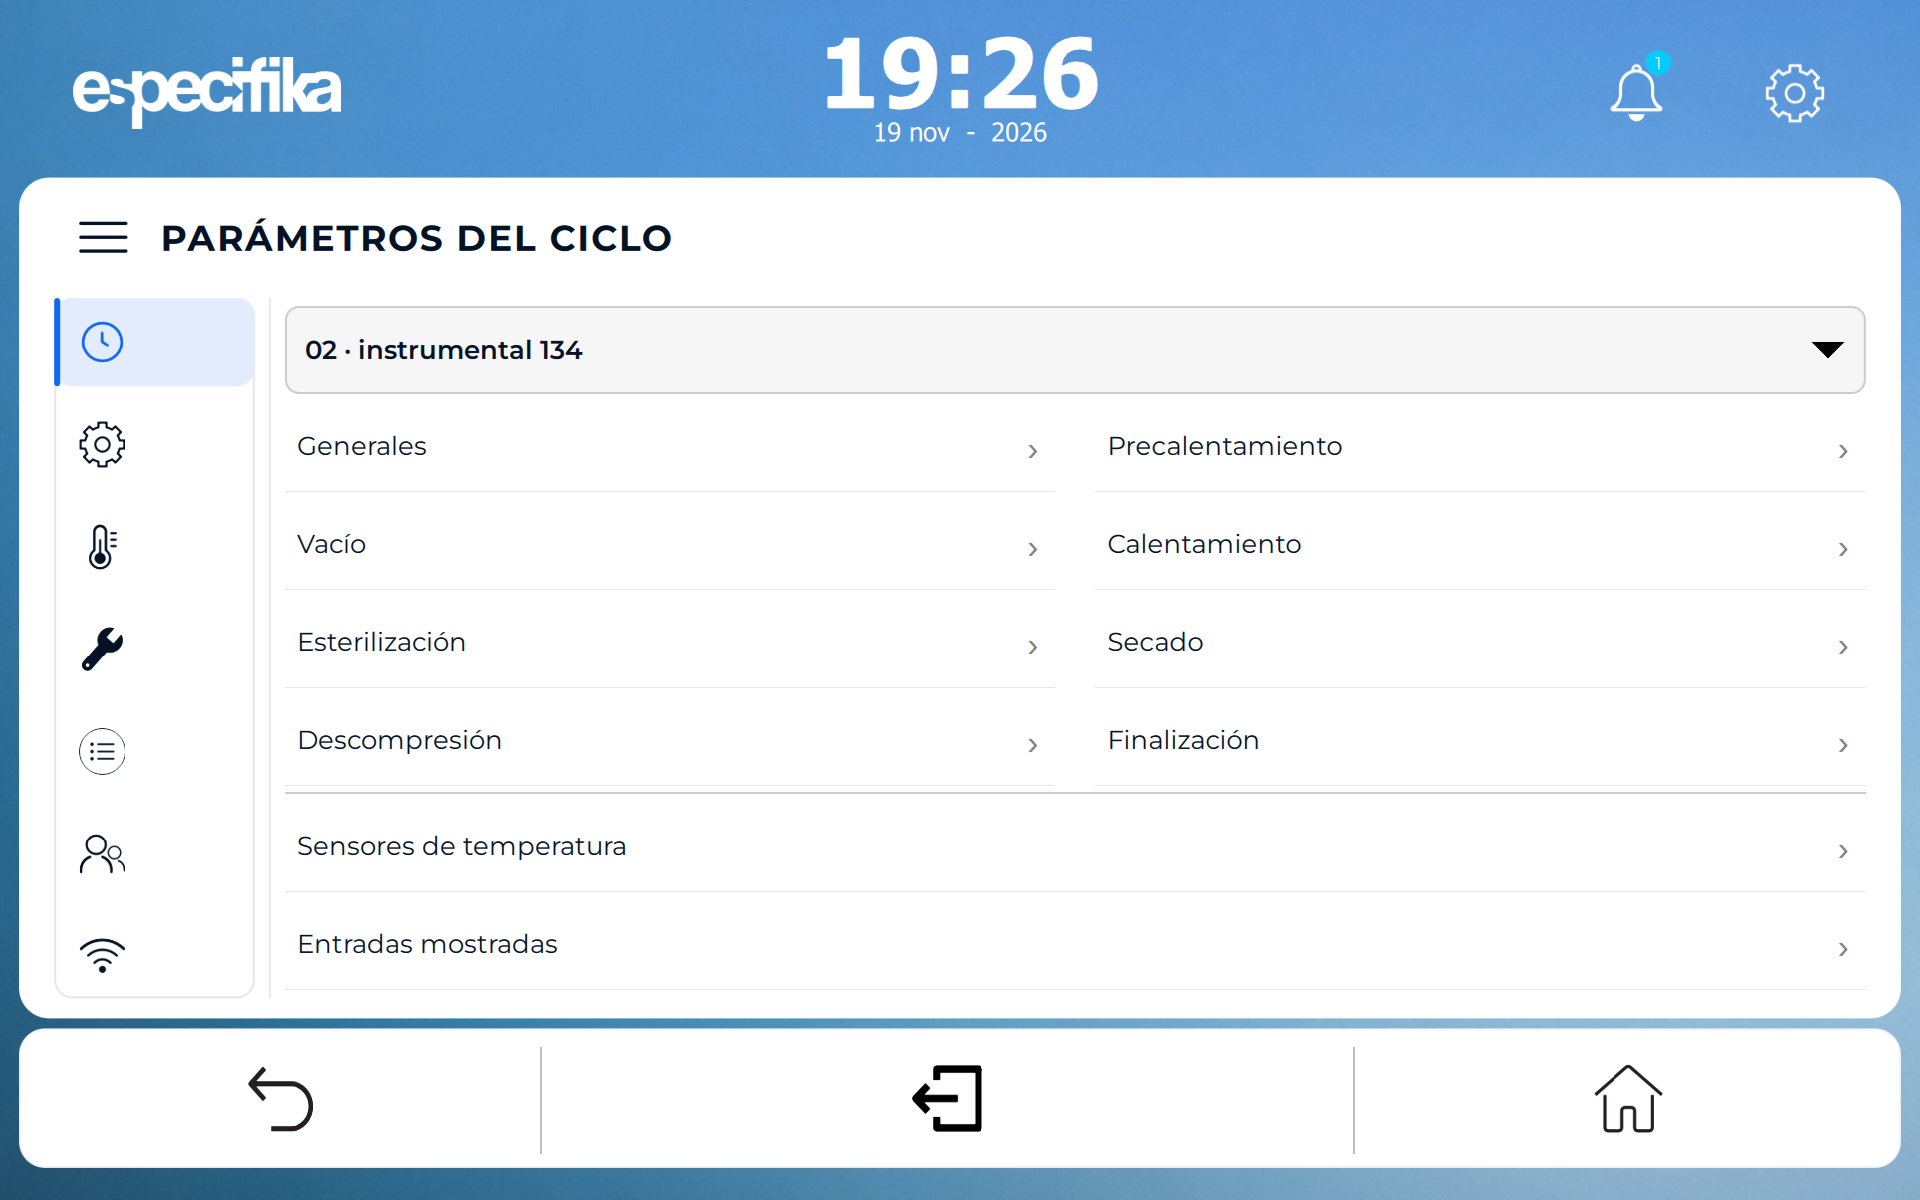 especifika
19:26
1
19 nov - 2026
PARÁMETROS DEL CICLO
02 · instrumental 134
Generales
Precalentamiento
Vacío
Calentamiento
Esterilización
Secado
Descompresión
Finalización
Sensores de temperatura
Entradas mostradas